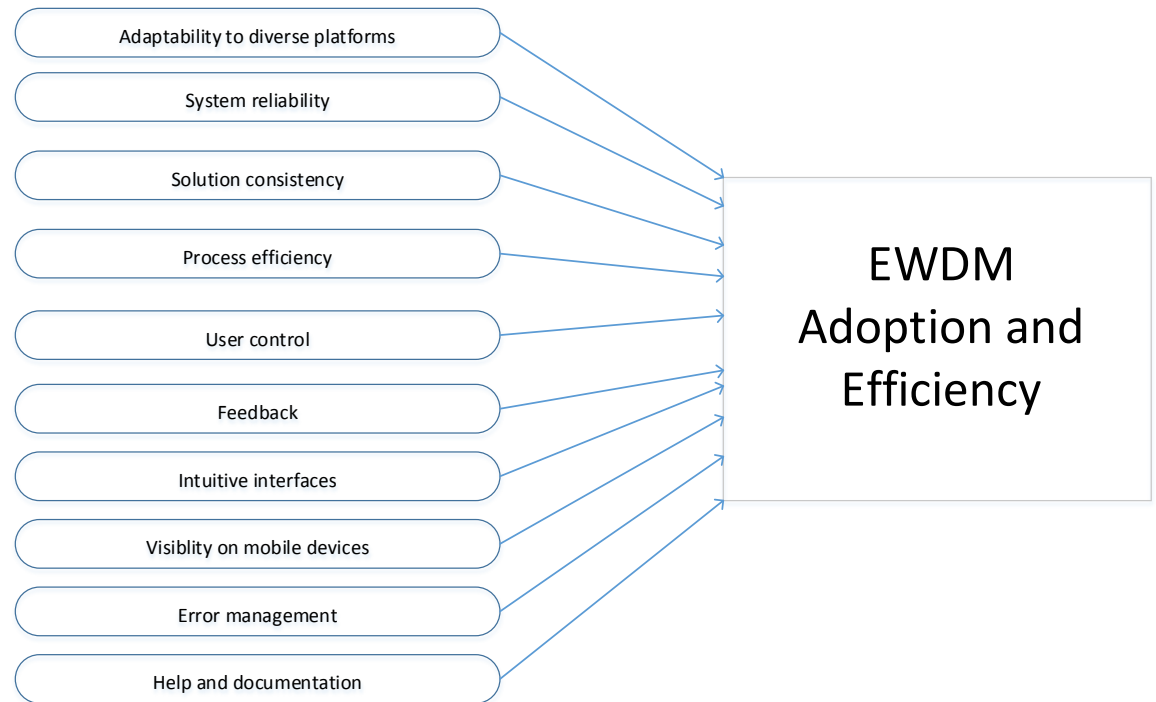 Adaptability to diverse platforms
System reliability
Solution consistency
Process efficiency
User control
Feedback
Intuitive interfaces
Visiblity on mobile devices
Error management
Help and documentation
EWDM
Adoption and
Efficiency